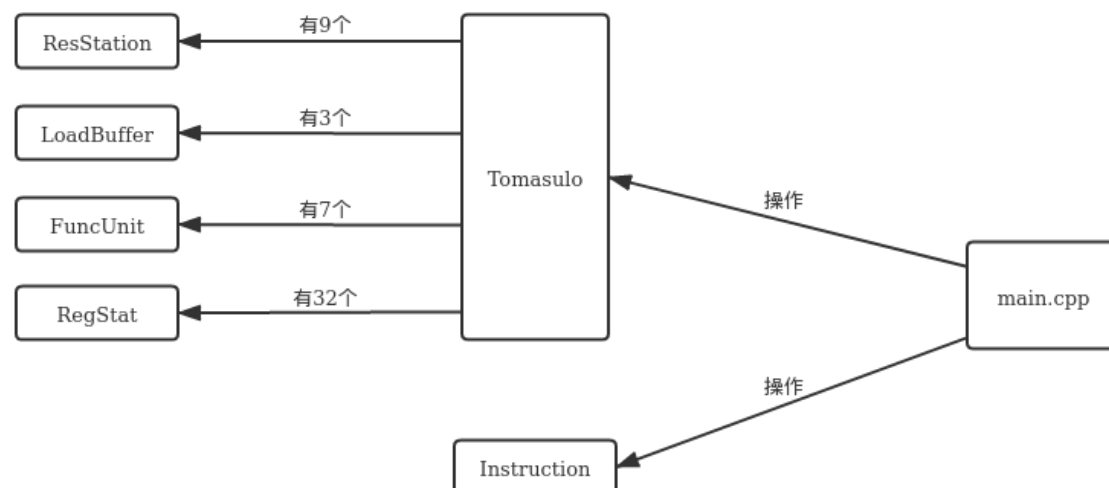 ResStation
有9个
LoadBuffer
有3个
FuncUnit
有7个
RegStat
有32个
Tomasulo
操作
main.cpp
操作
Instruction